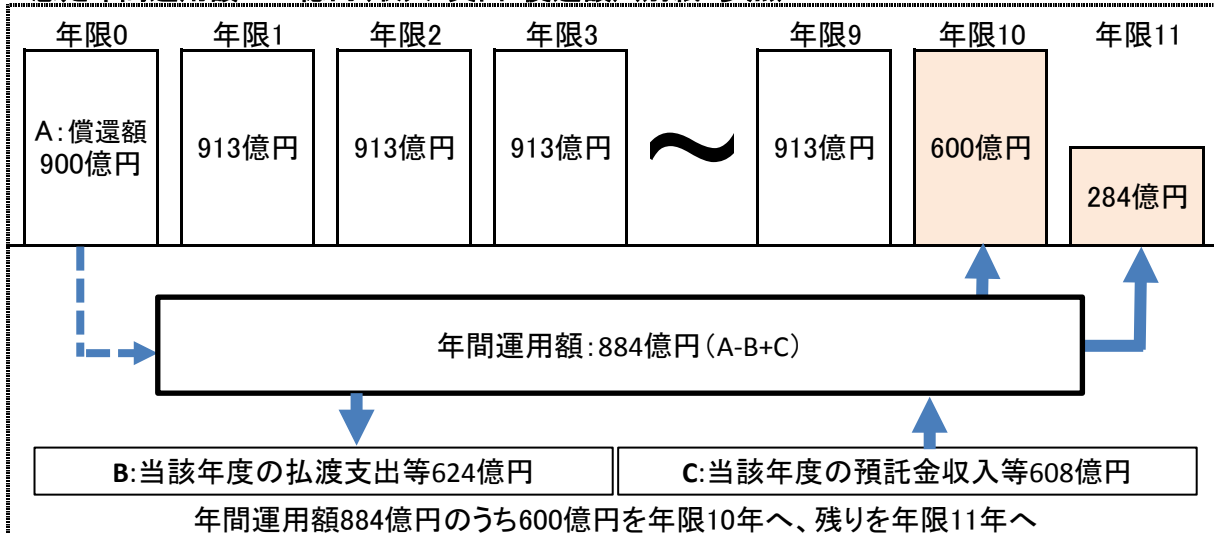 年限0 年限1 年限2 年限3 年限9 年限10 年限11
A:償還額
900億円
913億円 913億円 913億円 ~ 913億円 600億円
284億円
年間運用額:884億円(A-B+C)
B:当該年度の払渡支出等624億円 C:当該年度の預託金収入等608億円
年間運用額884億円のうち600億円を年限10年へ、残りを年限11年へ